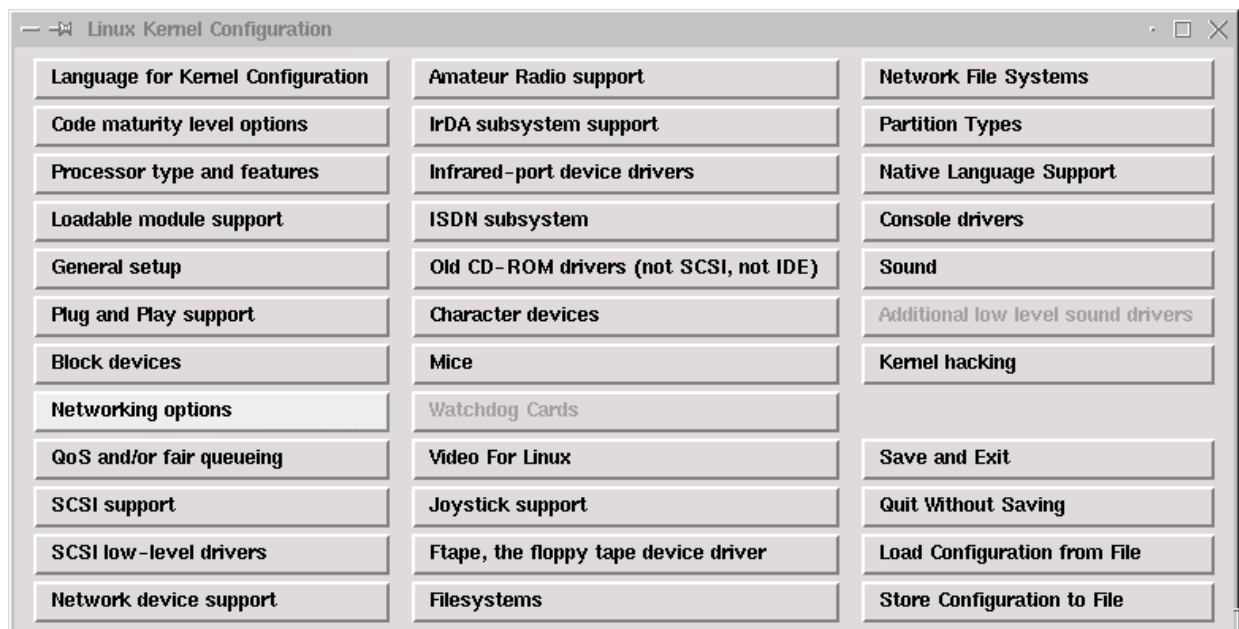 Linux Kernel Configuration
Language for Kernel Configuration
Code maturity level options
Processor type and features
Loadable module support
General setup
Plug and Play support
Block devices
Networking options
QoS and/or fair queueing
SCSI support
SCSI low-level drivers
Network device support
Amateur Radio support
IrDA subsystem support
Infrared-port device drivers
ISDN subsystem
Old CD-ROM drivers (not SCSI, not IDE)
Character devices
Mice
Watchdog Cards
Video For Linux
Joystick support
Ftape, the floppy tape device driver
Filesystems
Network File Systems
Partition Types
Native Language Support
Console drivers
Sound
Additional low level sound drivers
Kernel hacking
Save and Exit
Quit Without Saving
Load Configuration from File
Store Configuration to File